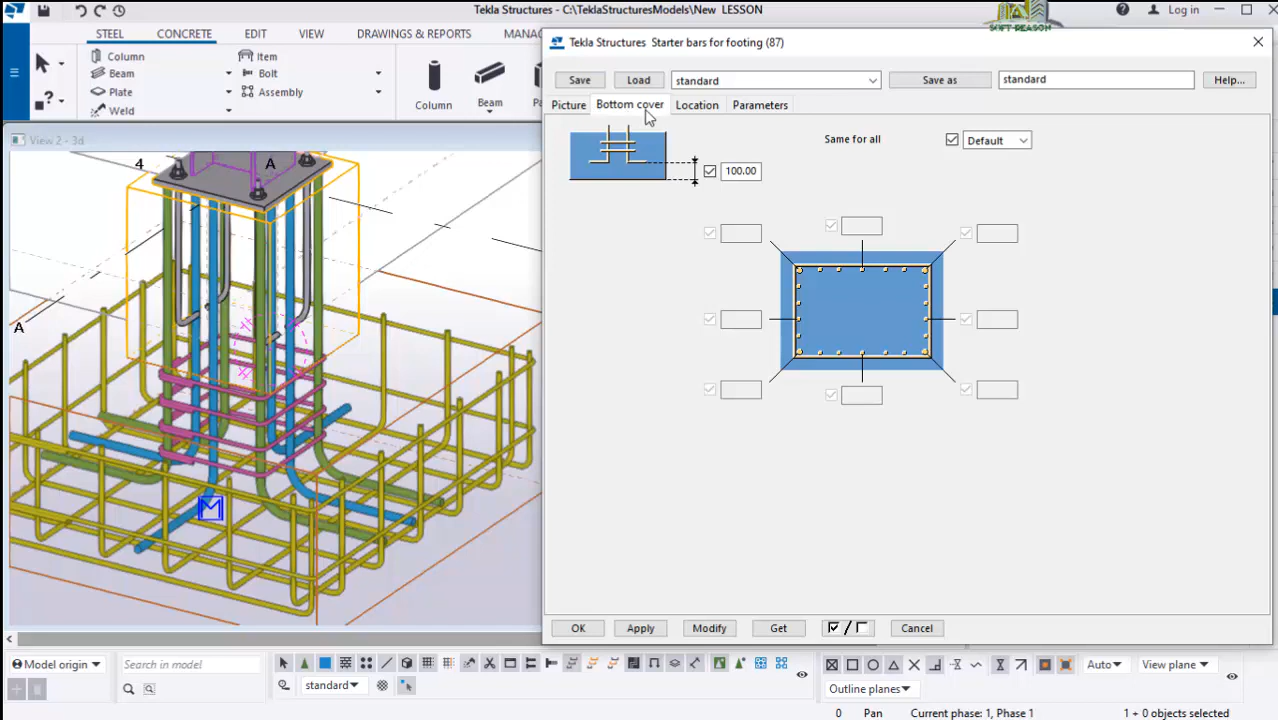 Tekla Structures - C:\TeklaStructuresModels\New LESSON
Log in
SOFT-REASON
STEEL CONCRETE EDIT VIEW DRAWINGS & REPORTS
Column
Beam
Plate
Weld
Item
Bolt
Assembly
Column
Beam
View 2 - 3d
4
A
A
Tekla Structures Starter bars for footing (87)
Save Load standard Save as standard Help...
Picture Bottom cover Location Parameters
Same for all Default
100.00
OK Apply Modify Get / Cancel
Model origin
Search in model
standard
Auto
View plane
Outline planes
0 Pan Current phase: 1, Phase 1 1 + 0 objects selected